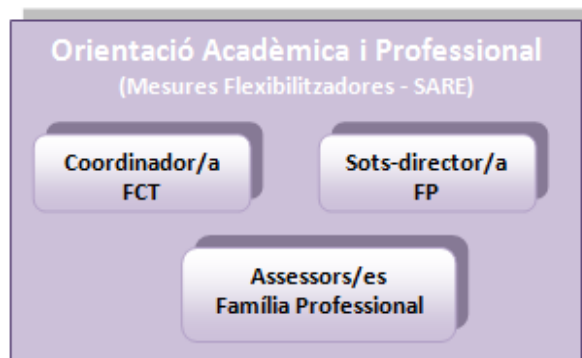 Orientació Acadèmica i Professional
(Mesures Flexibilitzadores - SARE)
Coordinador/a
FCT
Sots-director/a
FP
Assessors/es
Família Professional